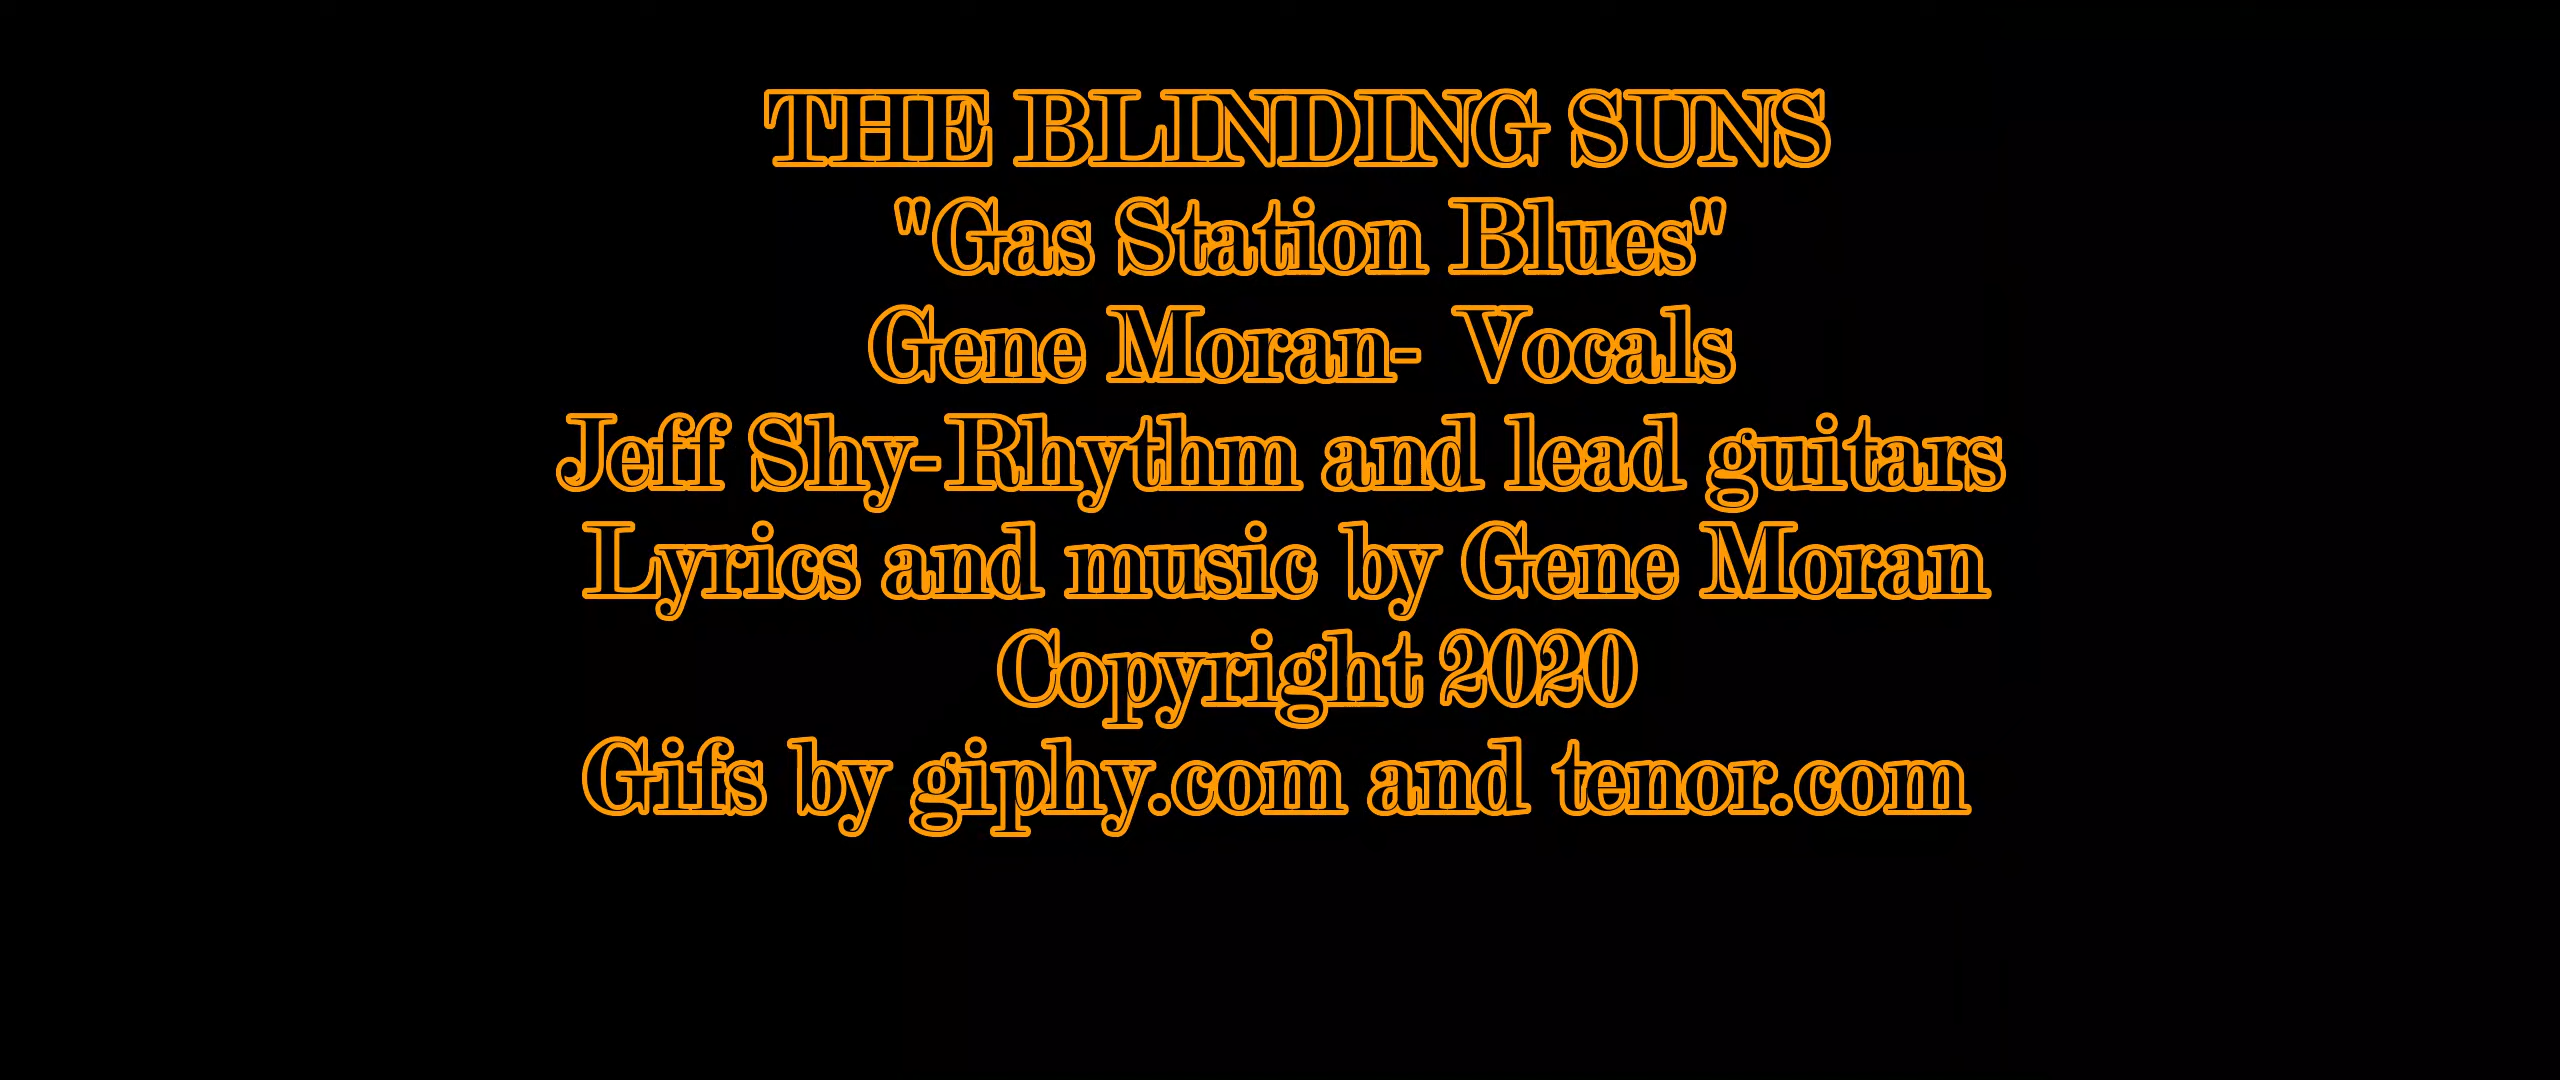 THE BLINDING SUNS
"Gas Station Blues"
Gene Moran- Vocals
Jeff Shy-Rhythm and lead guitars
Lyrics and music by Gene Moran
Copyright 2020
Gifs by giphy.com and tenor.com